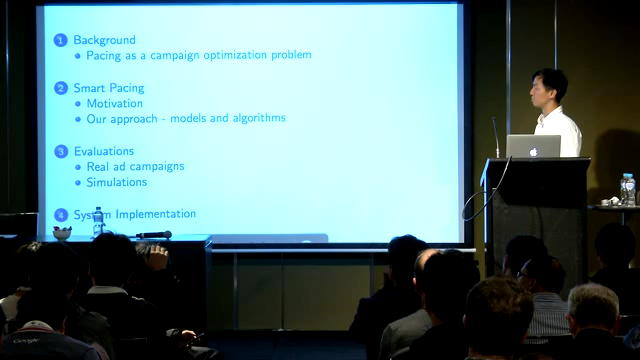 1 Background
Pacing as a campaign optimization problem
2 Smart Pacing
Motivation
Our approach - models and algorithms
3 Evaluations
Real ad campaigns
Simulations
4 System Implementation
Google